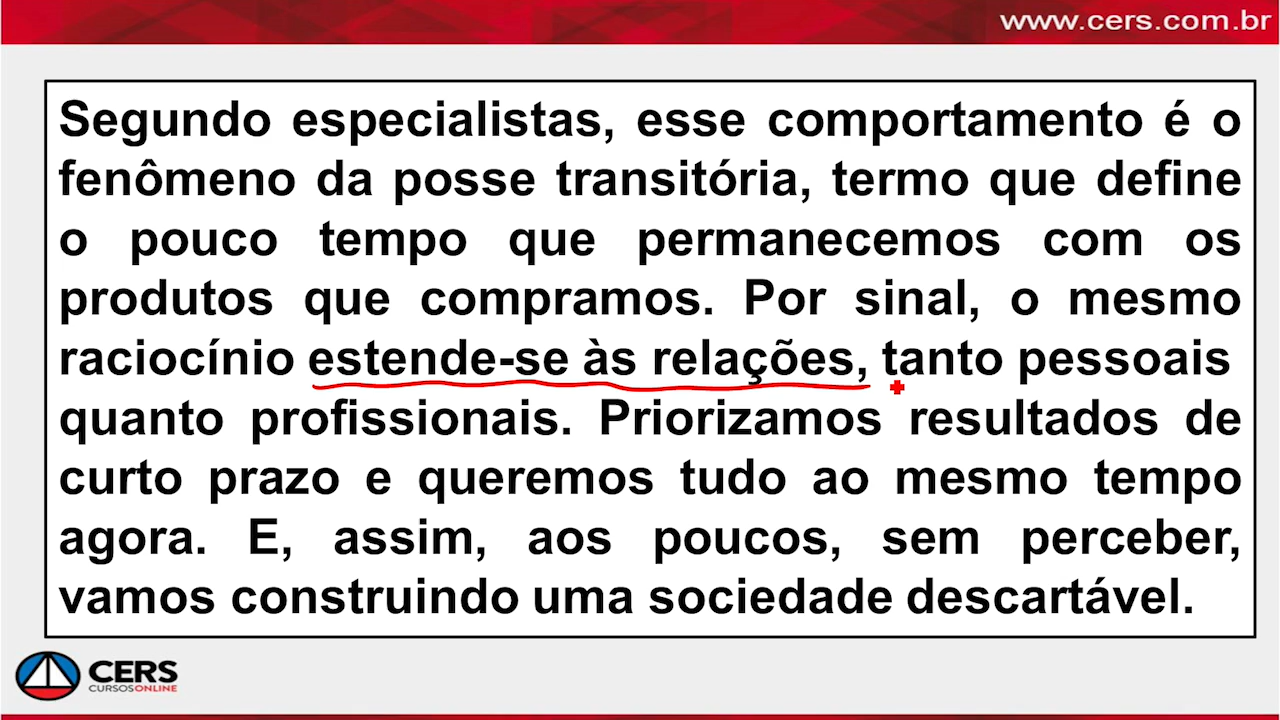 www.cers.com.br
Segundo especialistas, esse comportamento é o
fenômeno da posse transitória, termo que define
o pouco tempo que permanecemos com os
produtos que compramos. Por sinal, o mesmo
raciocínio estende-se às relações, tanto pessoais
quanto profissionais. Priorizamos resultados de
curto prazo e queremos tudo ao mesmo tempo
agora. E, assim, aos poucos, sem perceber,
vamos construindo uma sociedade descartável.
CERS
CURSOSONLINE